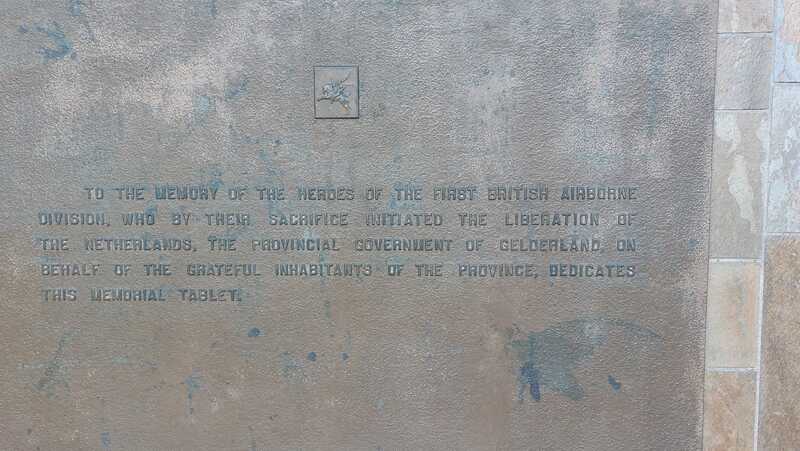 TO THE MEMORY OF THE HEROES OF THE FIRST BRITISH AIRBORNE
DIVISION, WHO BY THEIR SACRIFICE INITIATED THE LIBERATION OF
THE NETHERLANDS, THE PROVINCIAL GOVERNMENT OF GELDERLAND, ON
BEHALF OF THE GRATEFUL INHABITANTS OF THE PROVINCE, DEDICATES
THIS MEMORIAL TABLET.